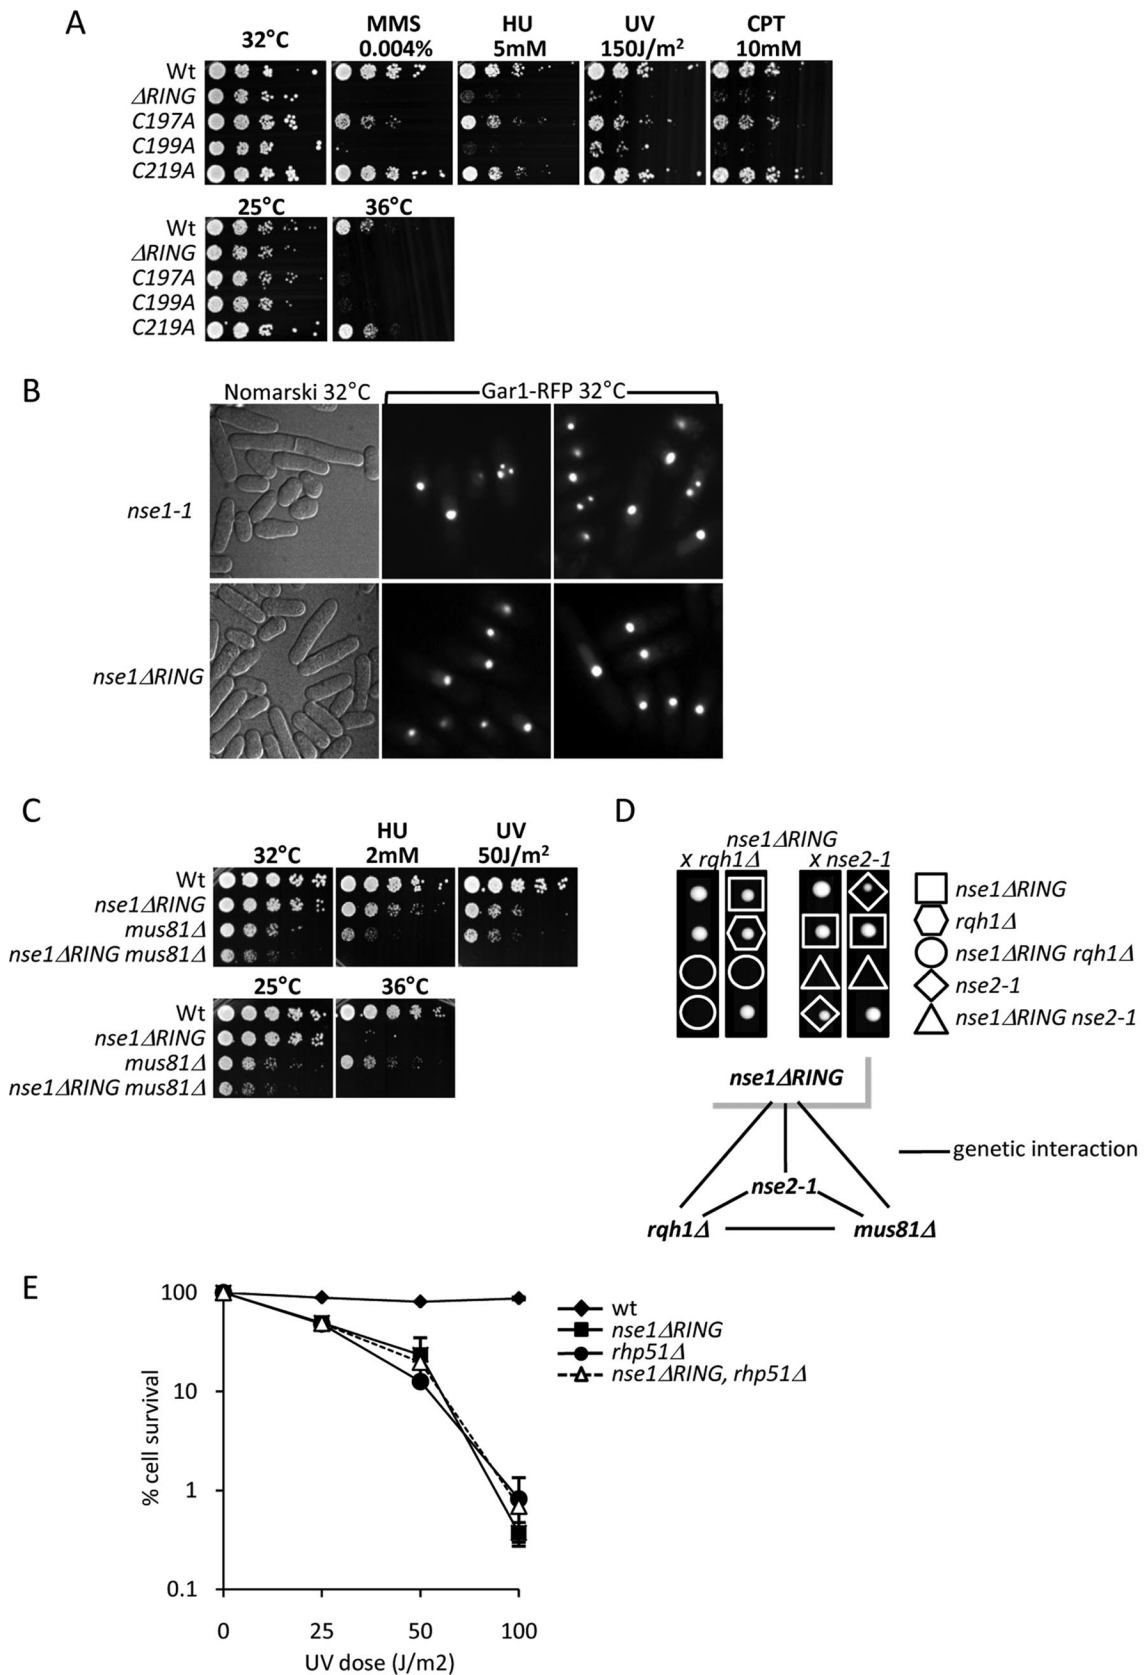 A
32°C
MMS
0.004%
HU
5mM
UV
150J/m²
CPT
10mM
Wt
ΔRING
C197A
C199A
C219A
25°C
36°C
Wt
ΔRING
C197A
C199A
C219A
B
Nomarski 32°C
Gar1-RFP 32°C
nse1-1
nse1ΔRING
C
32°C
HU
2mM
UV
50J/m²
Wt
nse1ΔRING
mus81Δ
nse1ΔRING mus81Δ
25°C
36°C
Wt
nse1ΔRING
mus81Δ
nse1ΔRING mus81Δ
D
nse1ΔRING
x rqh1Δ
x nse2-1
nse1ΔRING
rqh1Δ
nse1ΔRING rqh1Δ
nse2-1
nse1ΔRING nse2-1
nse1ΔRING
genetic interaction
nse2-1
rqh1Δ
mus81Δ
E
% cell survival
100
10
1
0.1
0
25
50
100
UV dose (J/m2)
wt
nse1ΔRING
rhp51Δ
nse1ΔRING, rhp51Δ